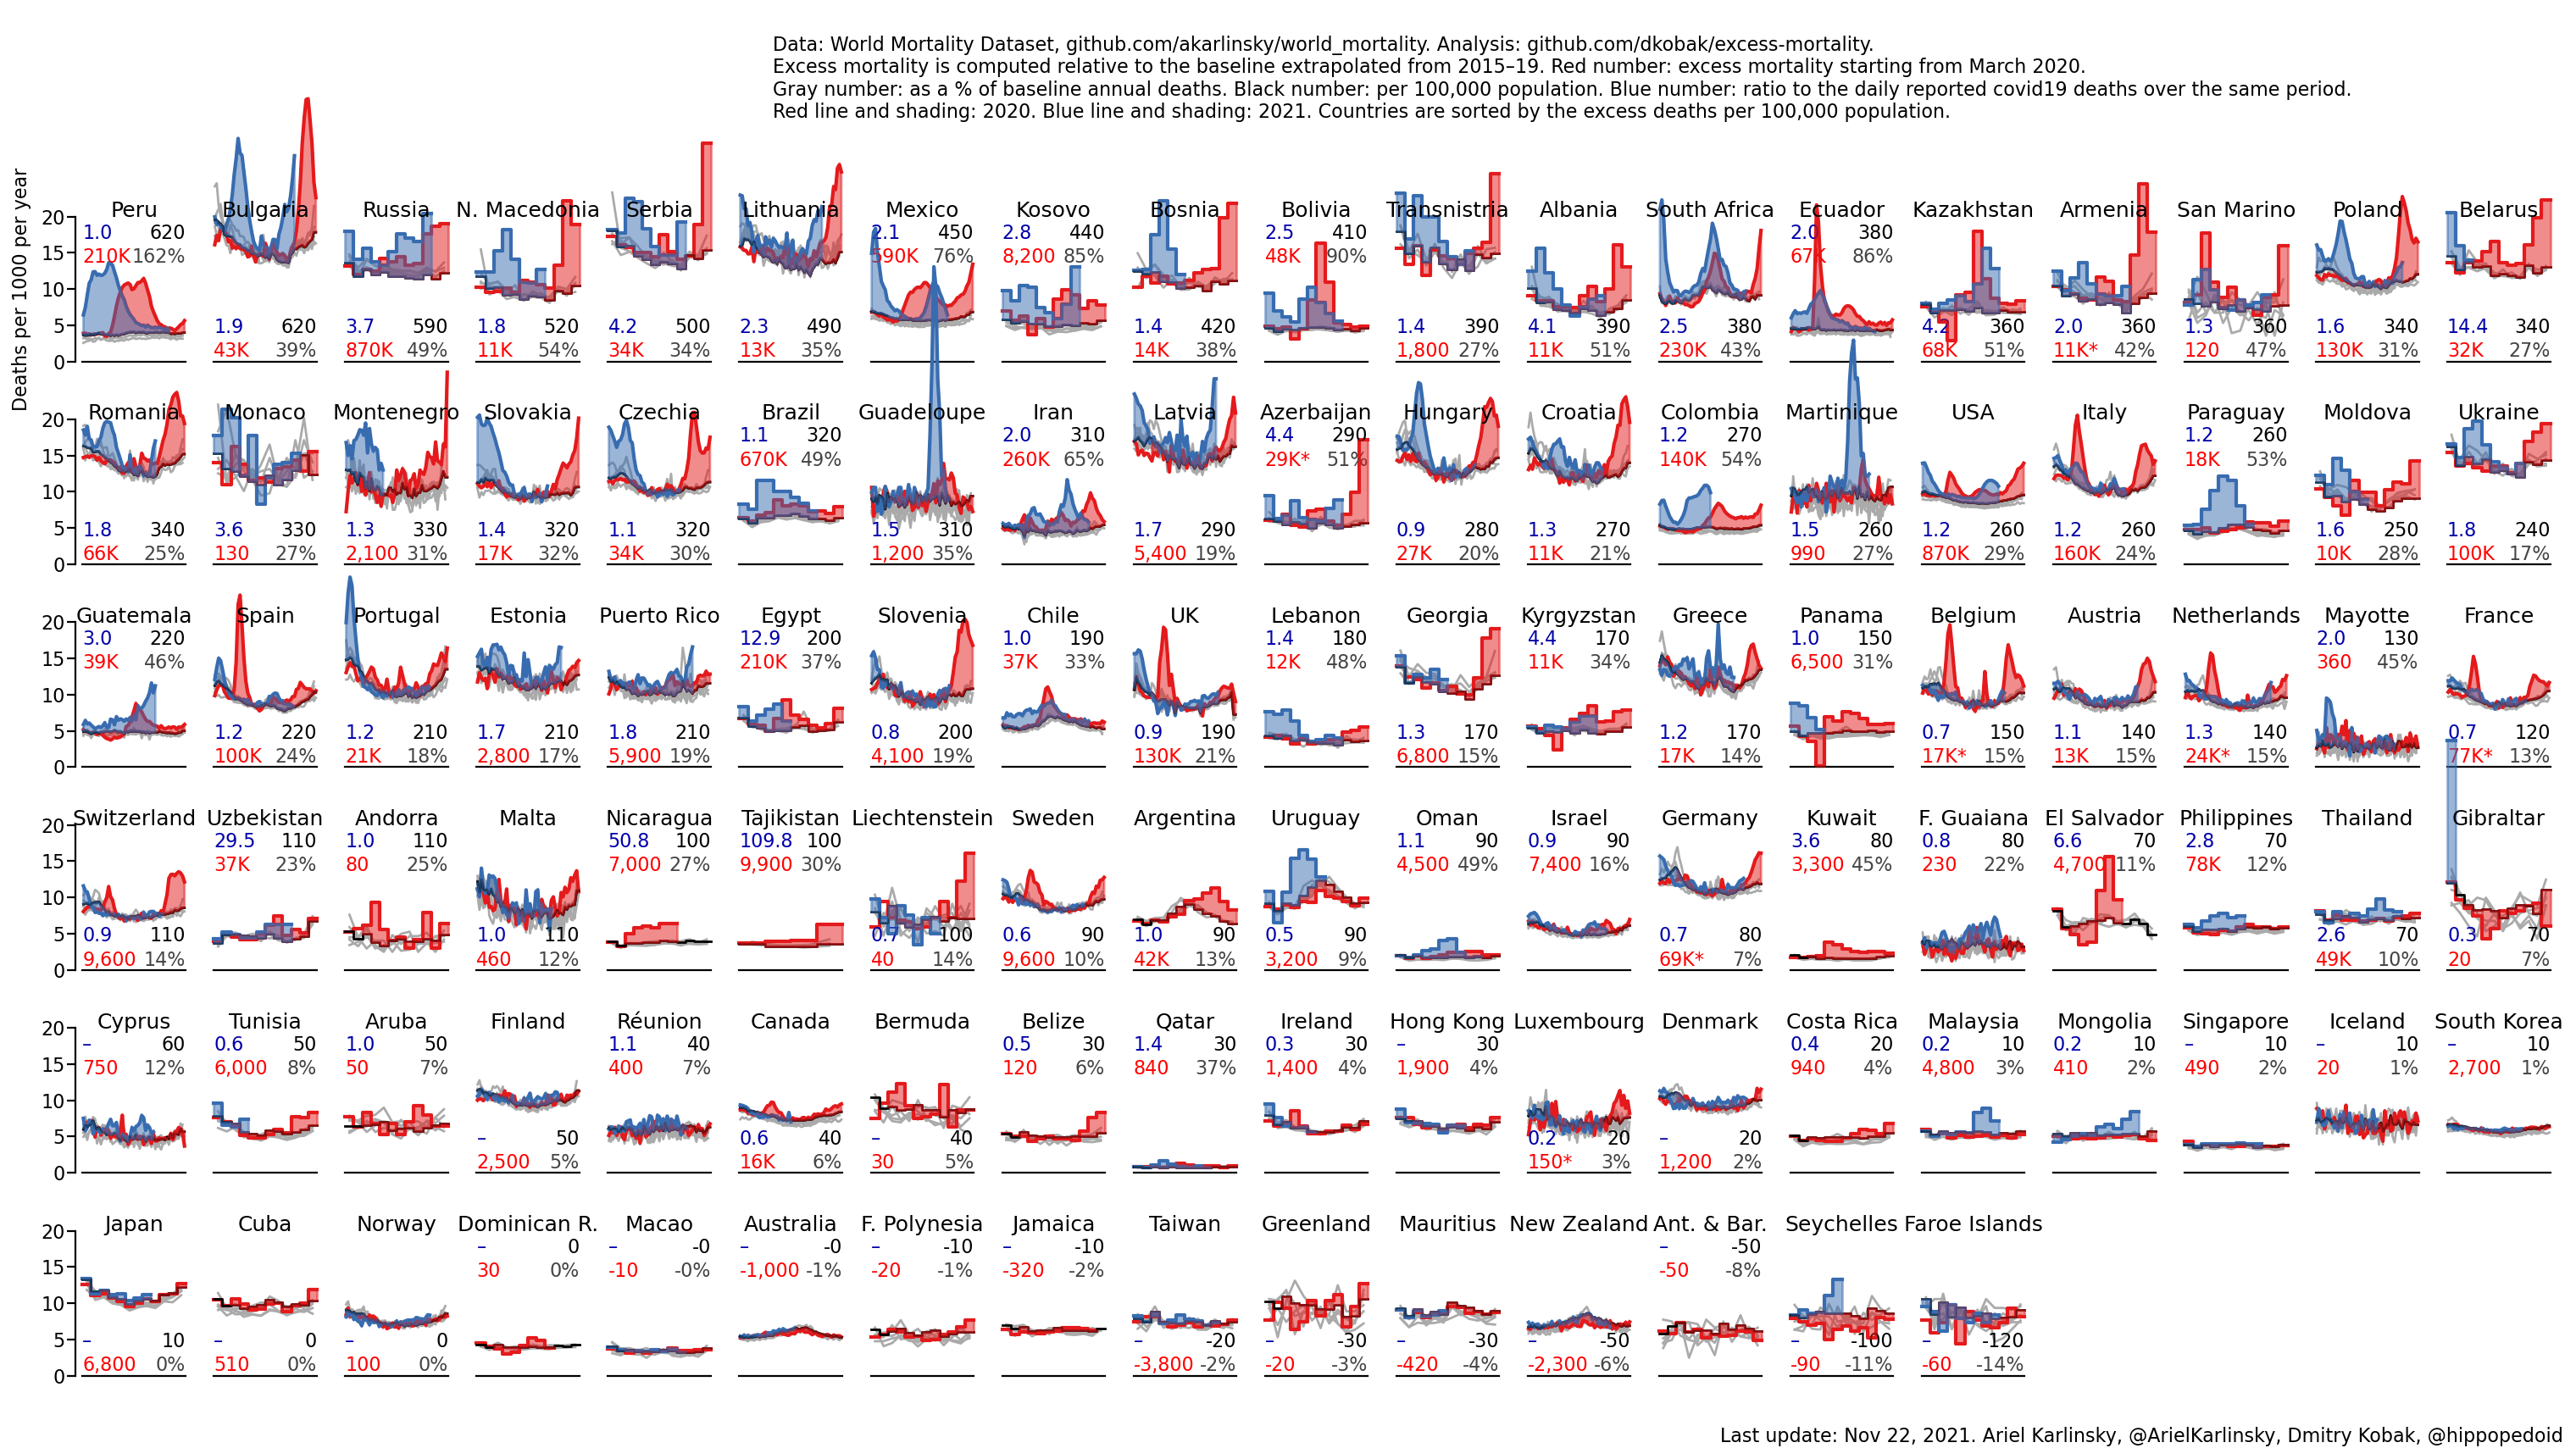 Data: World Mortality Dataset, github.com/akarlinsky/world_mortality. Analysis: github.com/dkobak/excess-mortality.
Excess mortality is computed relative to the baseline extrapolated from 2015–19. Red number: excess mortality starting from March 2020.
Gray number: as a % of baseline annual deaths. Black number: per 100,000 population. Blue number: ratio to the daily reported covid19 deaths over the same period.
Red line and shading: 2020. Blue line and shading: 2021. Countries are sorted by the excess deaths per 100,000 population.
Deaths per 1000 per year
Peru Bulgaria Russia N. Macedonia Serbia Lithuania Mexico Kosovo Bosnia Bolivia Transnistria Albania South Africa Ecuador Kazakhstan Armenia San Marino Poland Belarus
20
1.0 620 2.1 450 2.8 440 2.5 410 2.0 380
210K 162% 590K 76% 8,200 85% 48K 90% 67K 86%
15
10
5
1.9 620 3.7 590 1.8 520 4.2 500 2.3 490 1.4 420 1.4 390 4.1 390 2.5 380 4.2 360 2.0 360 1.3 360 1.6 340 14.4 340
43K 39% 870K 49% 11K 54% 34K 34% 13K 35% 14K 38% 1,800 27% 11K 51% 230K 43% 68K 51% 11K* 42% 120 47% 130K 31% 32K 27%
0
Romania Monaco Montenegro Slovakia Czechia Brazil Guadeloupe Iran Latvia Azerbaijan Hungary Croatia Colombia Martinique USA Italy Paraguay Moldova Ukraine
20
1.1 320 2.0 310 4.4 290 1.2 270 1.2 260
670K 49% 260K 65% 29K* 51% 140K 54% 18K 53%
15
10
5
1.8 340 3.6 330 1.3 330 1.4 320 1.1 320 1.5 310 1.7 290 0.9 280 1.3 270 1.5 260 1.2 260 1.2 260 1.6 250 1.8 240
66K 25% 130 27% 2,100 31% 17K 32% 34K 30% 1,200 35% 5,400 19% 27K 20% 11K 21% 990 27% 870K 29% 160K 24% 10K 28% 100K 17%
0
Guatemala Spain Portugal Estonia Puerto Rico Egypt Slovenia Chile UK Lebanon Georgia Kyrgyzstan Greece Panama Belgium Austria Netherlands Mayotte France
20
3.0 220 12.9 200 1.0 190 1.4 180 4.4 170 1.0 150 2.0 130
39K 46% 210K 37% 37K 33% 12K 48% 11K 34% 6,500 31% 360 45%
15
10
5
1.2 220 1.2 210 1.7 210 1.8 210 0.8 200 0.9 190 1.3 170 1.2 170 0.7 150 1.1 140 1.3 140 0.7 120
100K 24% 21K 18% 2,800 17% 5,900 19% 4,100 19% 130K 21% 6,800 15% 17K 14% 17K* 15% 13K 15% 24K* 15% 77K* 13%
0
Switzerland Uzbekistan Andorra Malta Nicaragua Tajikistan Liechtenstein Sweden Argentina Uruguay Oman Israel Germany Kuwait F. Guaiana El Salvador Philippines Thailand Gibraltar
20
29.5 110 1.0 110 50.8 100 109.8 100 1.1 90 0.9 90 3.6 80 0.8 80 6.6 70 2.8 70
37K 23% 80 25% 7,000 27% 9,900 30% 4,500 49% 7,400 16% 3,300 45% 230 22% 4,700 11% 78K 12%
15
10
5
0.9 110 1.0 110 0.7 100 0.6 90 1.0 90 0.5 90 0.7 80 2.6 70 0.3 70
9,600 14% 460 12% 40 14% 9,600 10% 42K 13% 3,200 9% 69K* 7% 49K 10% 20 7%
0
Cyprus Tunisia Aruba Finland Réunion Canada Bermuda Belize Qatar Ireland Hong Kong Luxembourg Denmark Costa Rica Malaysia Mongolia Singapore Iceland South Korea
20
– 60 0.6 50 1.0 50 1.1 40 0.5 30 1.4 30 0.3 30 – 30 0.4 20 0.2 10 0.2 10 – 10 – 10 – 10
750 12% 6,000 8% 50 7% 400 7% 120 6% 840 37% 1,400 4% 1,900 4% 940 4% 4,800 3% 410 2% 490 2% 20 1% 2,700 1%
15
10
5
– 50 0.6 40 – 40 0.2 20 – 20
2,500 5% 16K 6% 30 5% 150* 3% 1,200 2%
0
Japan Cuba Norway Dominican R. Macao Australia F. Polynesia Jamaica Taiwan Greenland Mauritius New Zealand Ant. & Bar. Seychelles Faroe Islands
20
– 0 – -0 – -0 – -10 – -10 – -50
30 0% -10 -0% -1,000 -1% -20 -1% -320 -2% -50 -8%
15
10
5
– 10 – 0 – 0 – -20 – -30 – -30 – -50 – -100 – -120
6,800 0% 510 0% 100 0% -3,800 -2% -20 -3% -420 -4% -2,300 -6% -90 -11% -60 -14%
0
Last update: Nov 22, 2021. Ariel Karlinsky, @ArielKarlinsky, Dmitry Kobak, @hippopedoid